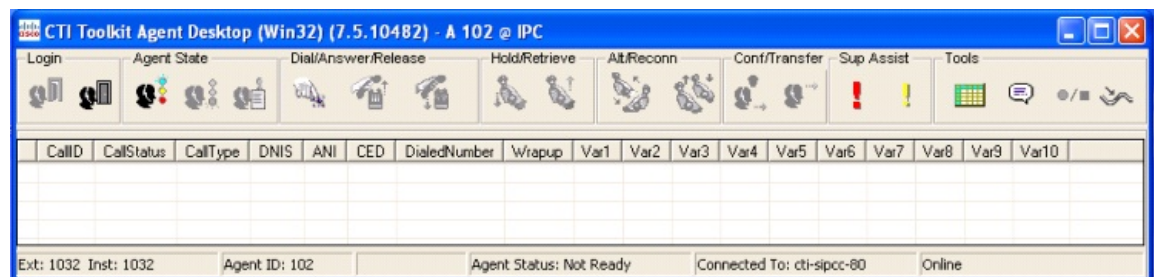 CTI Toolkit Agent Desktop (Win32) (7.5.10482) - A 102 @ IPC
Login Agent State Dial/Answer/Release Hold/Retrieve Alt/Reconn Conf/Transfer Sup Assist Tools
CallID CallStatus CallType DNIS ANI CED DialedNumber Wrapup Var1 Var2 Var3 Var4 Var5 Var6 Var7 Var8 Var9 Var10
Ext: 1032 Inst: 1032 Agent ID: 102 Agent Status: Not Ready Connected To: cti-sipcc-80 Online